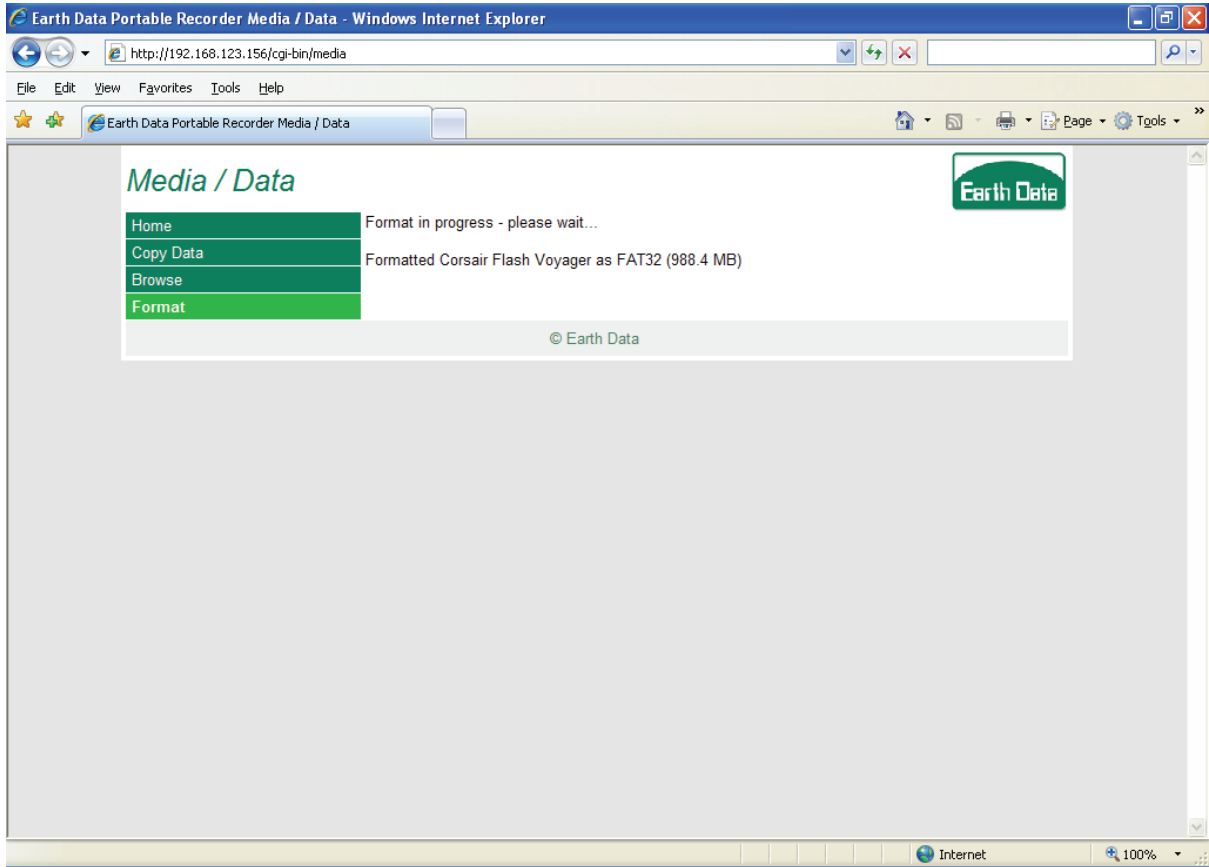 Earth Data Portable Recorder Media / Data - Windows Internet Explorer
http://192.168.123.156/cgi-bin/media
File Edit View Favorites Tools Help
Earth Data Portable Recorder Media / Data
Page Tools »
Media / Data
Earth Data
Home
Format in progress - please wait...
Copy Data
Formatted Corsair Flash Voyager as FAT32 (988.4 MB)
Browse
Format
© Earth Data
Internet 100%